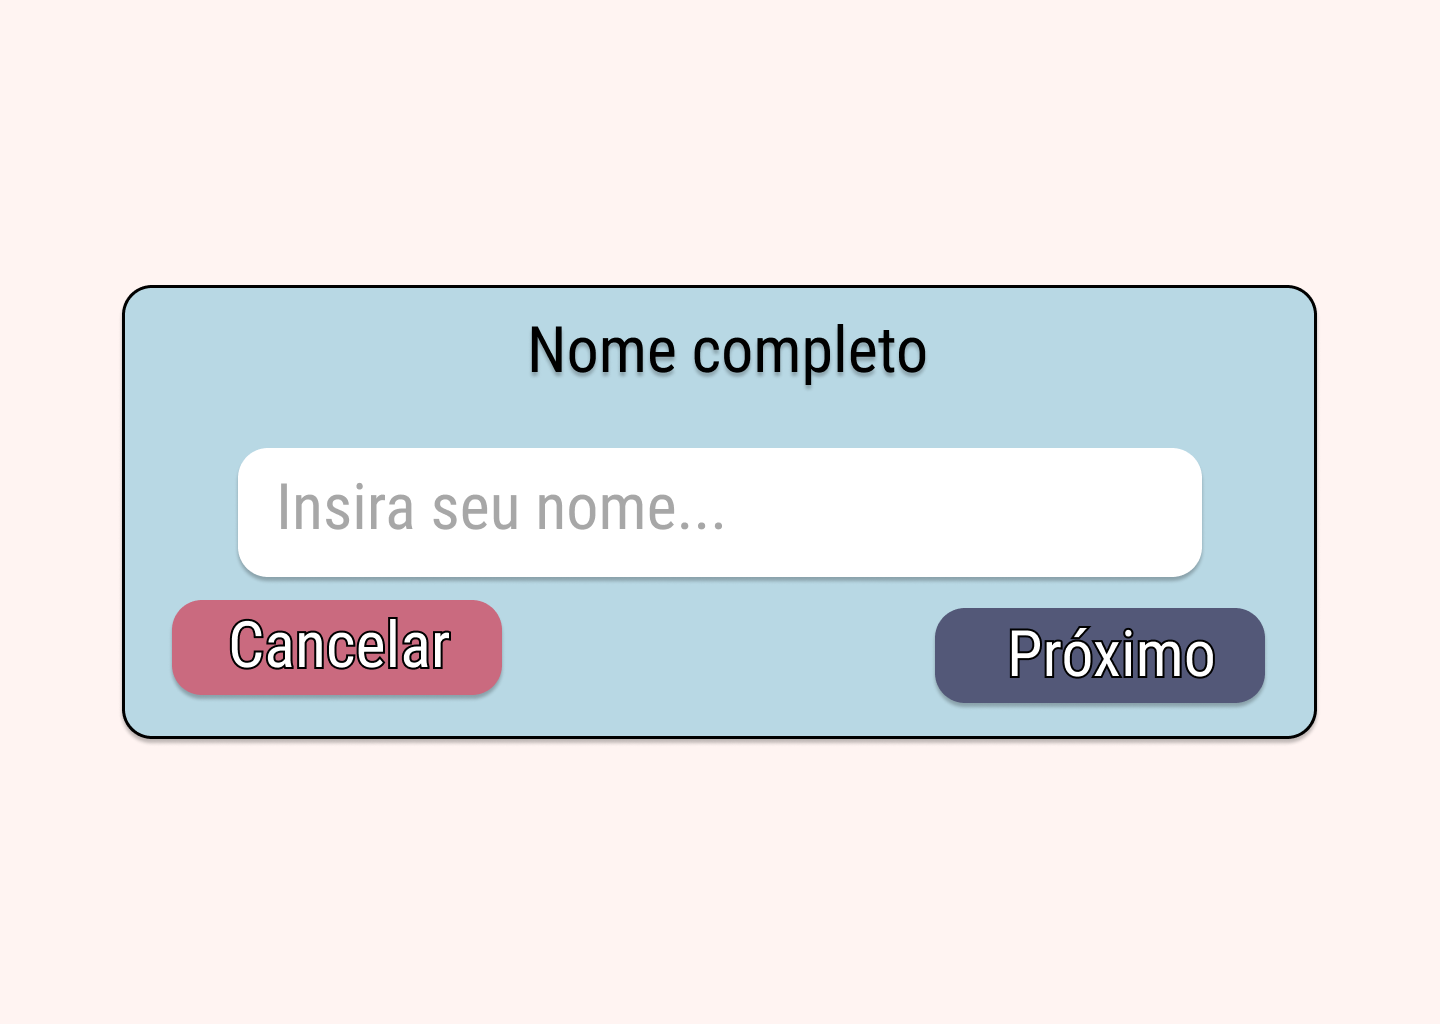 Nome completo
Insira seu nome...
Cancelar
Próximo